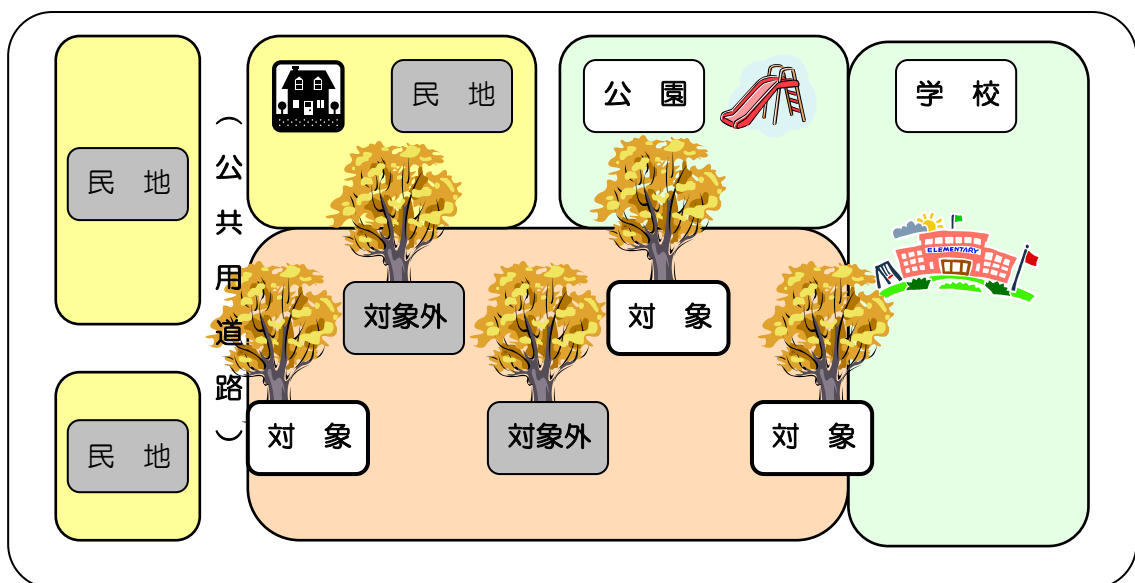 民　地
公　園
学　校
民　地
（公共用道路）
ELEMENTARY
対象外
対　象
対　象
対象外
対　象
民　地